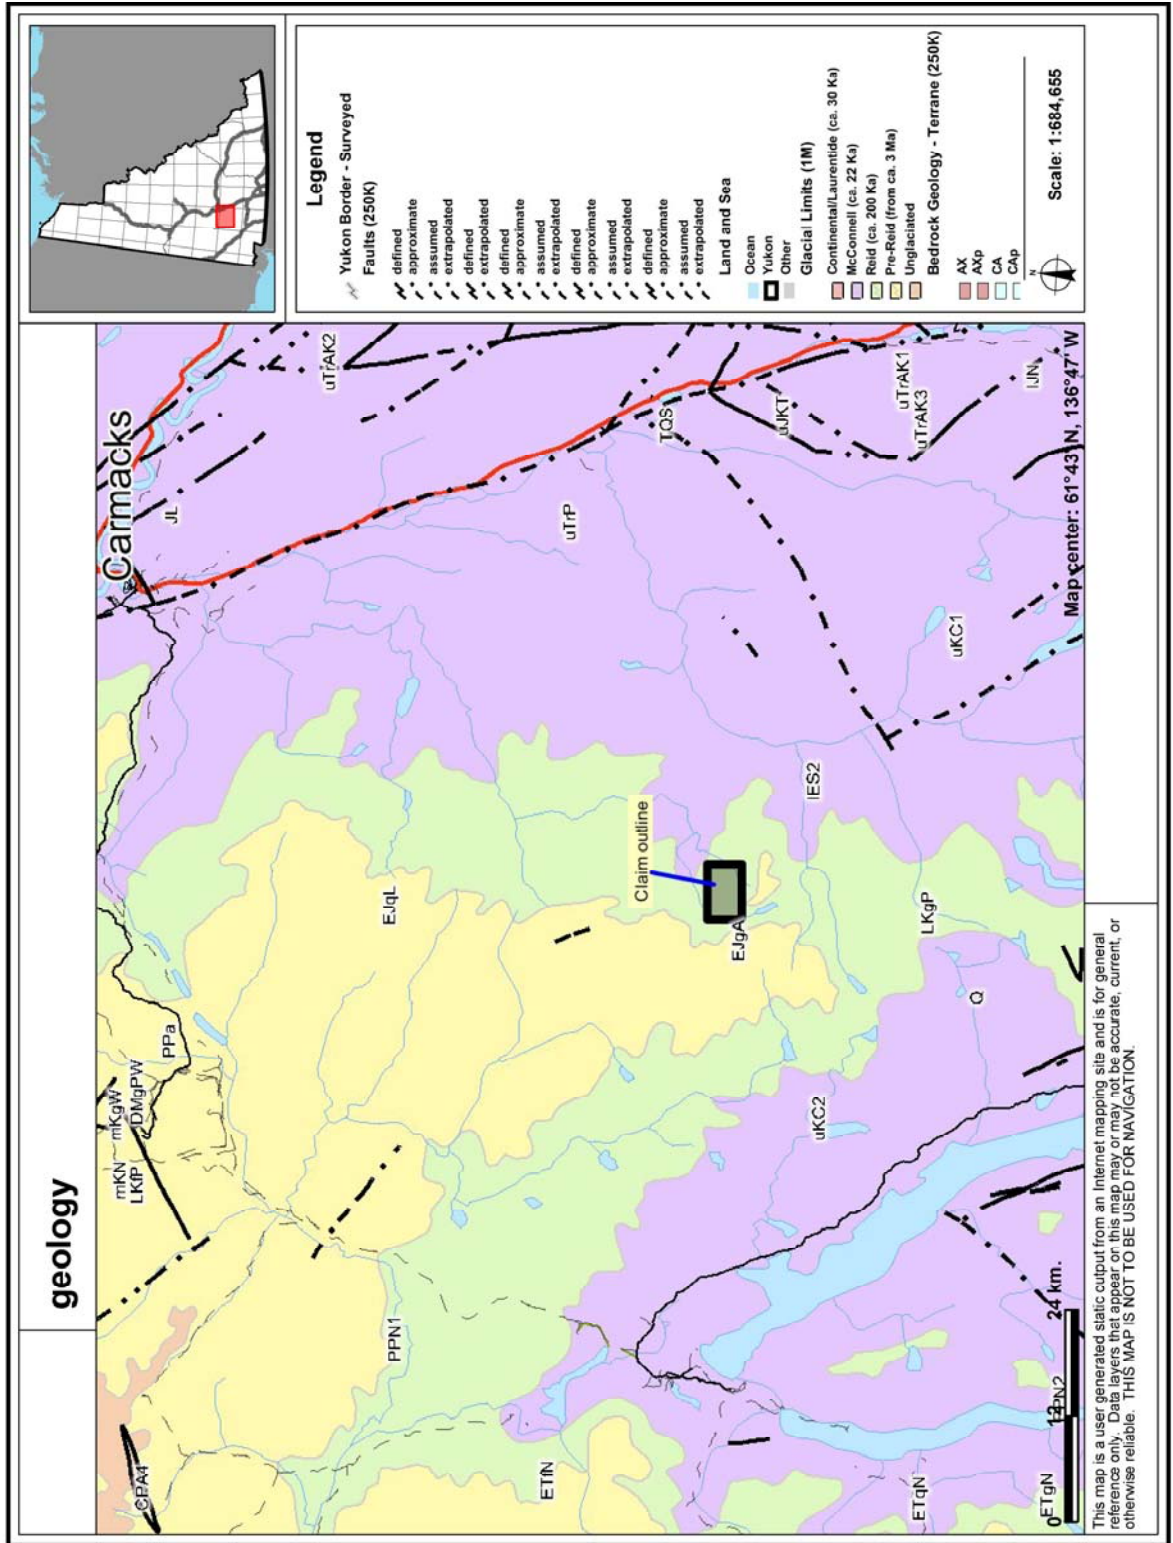 geology
Carmacks
JL
uTrAK2
mKN
mKgW
LKfP
DMgPW
PPa
CPA4
EJqL
PPN1
uTrP
TQS
uJKT
uTrAK1
uTrAK3
IJN
Claim outline
EJgA
IES2
uKC1
ETfN
uKC2
LKgP
Q
ETqN
PPN2
ETgN
0
12
24 km.
Map center: 61°43' N, 136°47' W
Legend
Yukon Border - Surveyed
Faults (250K)
defined
approximate
assumed
extrapolated
defined
extrapolated
defined
approximate
assumed
extrapolated
defined
approximate
assumed
extrapolated
defined
approximate
assumed
extrapolated
Land and Sea
Ocean
Yukon
Other
Glacial Limits (1M)
Continental/Laurentide (ca. 30 Ka)
McConnell (ca. 22 Ka)
Reid (ca. 200 Ka)
Pre-Reid (from ca. 3 Ma)
Unglaciated
Bedrock Geology - Terrane (250K)
AX
AXp
CA
CAp
N
Scale: 1:684,655
This map is a user generated static output from an Internet mapping site and is for general
reference only. Data layers that appear on this map may or may not be accurate, current, or
otherwise reliable. THIS MAP IS NOT TO BE USED FOR NAVIGATION.